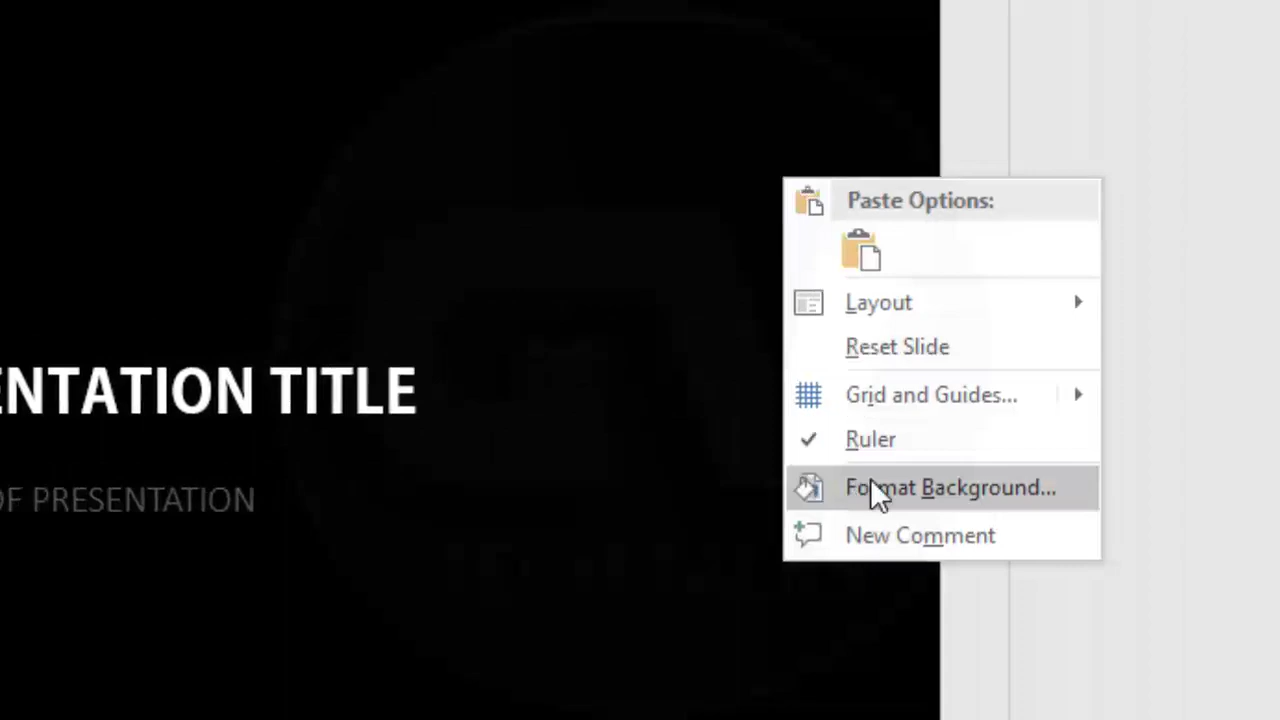 Paste Options:
Layout
Reset Slide
Grid and Guides...
ENTATION TITLE
Ruler
Format Background...
OF PRESENTATION
New Comment